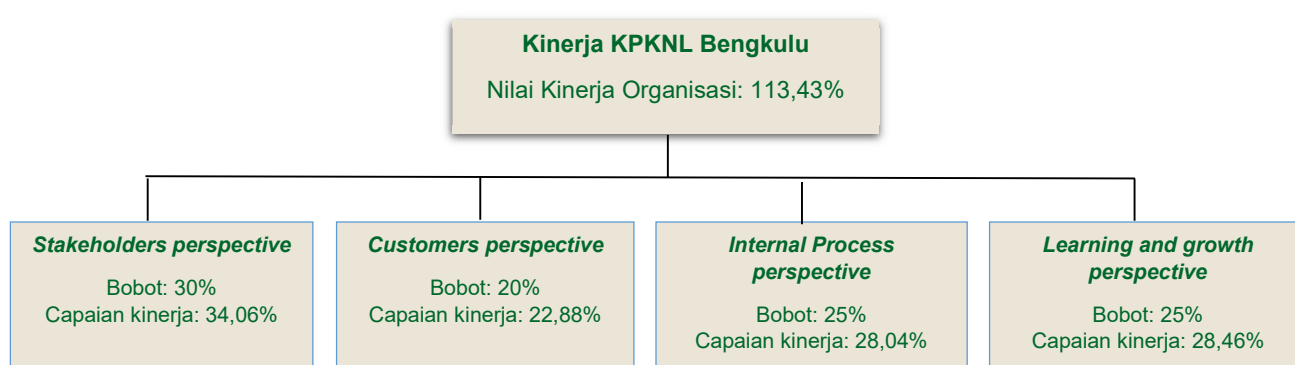 Kinerja KPKNL Bengkulu
Nilai Kinerja Organisasi: 113,43%
Stakeholders perspective
Bobot: 30%
Capaian kinerja: 34,06%
Customers perspective
Bobot: 20%
Capaian kinerja: 22,88%
Internal Process
perspective
Bobot: 25%
Capaian kinerja: 28,04%
Learning and growth
perspective
Bobot: 25%
Capaian kinerja: 28,46%